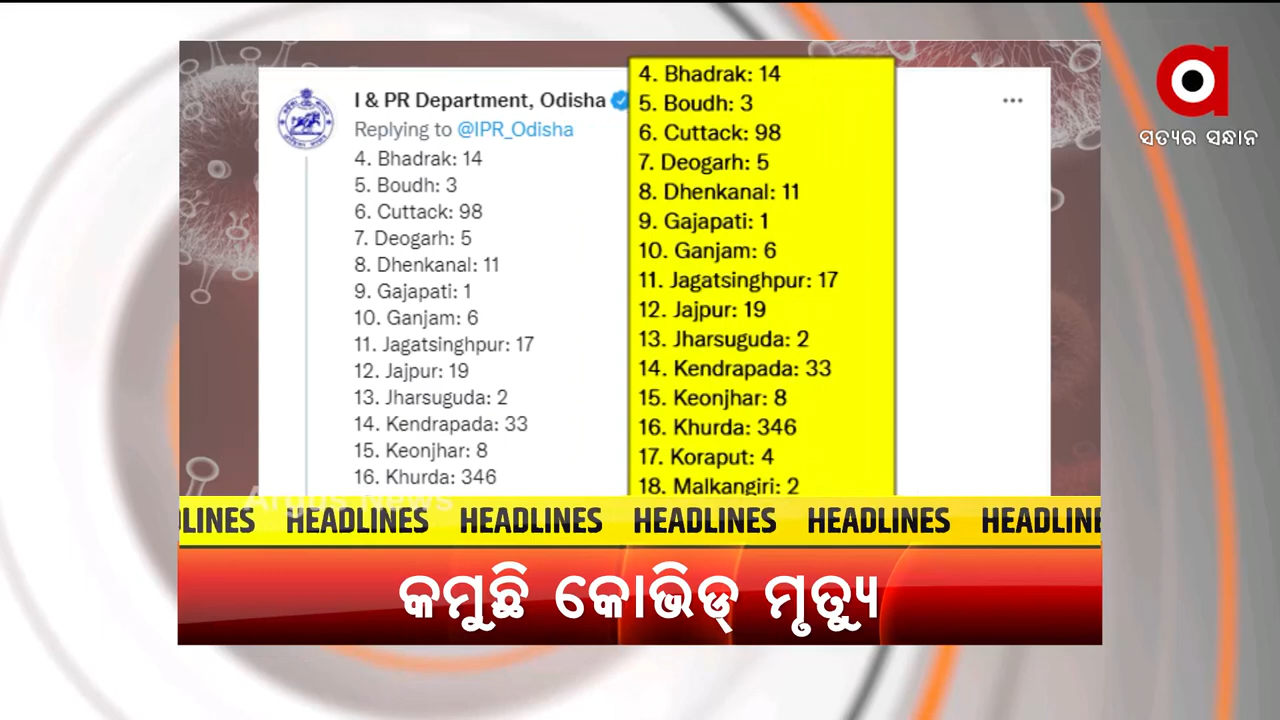 I & PR Department, Odisha
Replying to @IPR_Odisha
4. Bhadrak: 14
5. Boudh: 3
6. Cuttack: 98
7. Deogarh: 5
8. Dhenkanal: 11
9. Gajapati: 1
10. Ganjam: 6
11. Jagatsinghpur: 17
12. Jajpur: 19
13. Jharsuguda: 2
14. Kendrapada: 33
15. Keonjhar: 8
16. Khurda: 346
4. Bhadrak: 14
5. Boudh: 3
6. Cuttack: 98
7. Deogarh: 5
8. Dhenkanal: 11
9. Gajapati: 1
10. Ganjam: 6
11. Jagatsinghpur: 17
12. Jajpur: 19
13. Jharsuguda: 2
14. Kendrapada: 33
15. Keonjhar: 8
16. Khurda: 346
17. Koraput: 4
18. Malkangiri: 2
a
ସତ୍ୟର ସନ୍ଧାନ
Argus News
DLINES HEADLINES HEADLINES HEADLINES HEADLINES HEADLINE
କମୁଛି କୋଭିଡ୍ ମୃତ୍ୟୁ